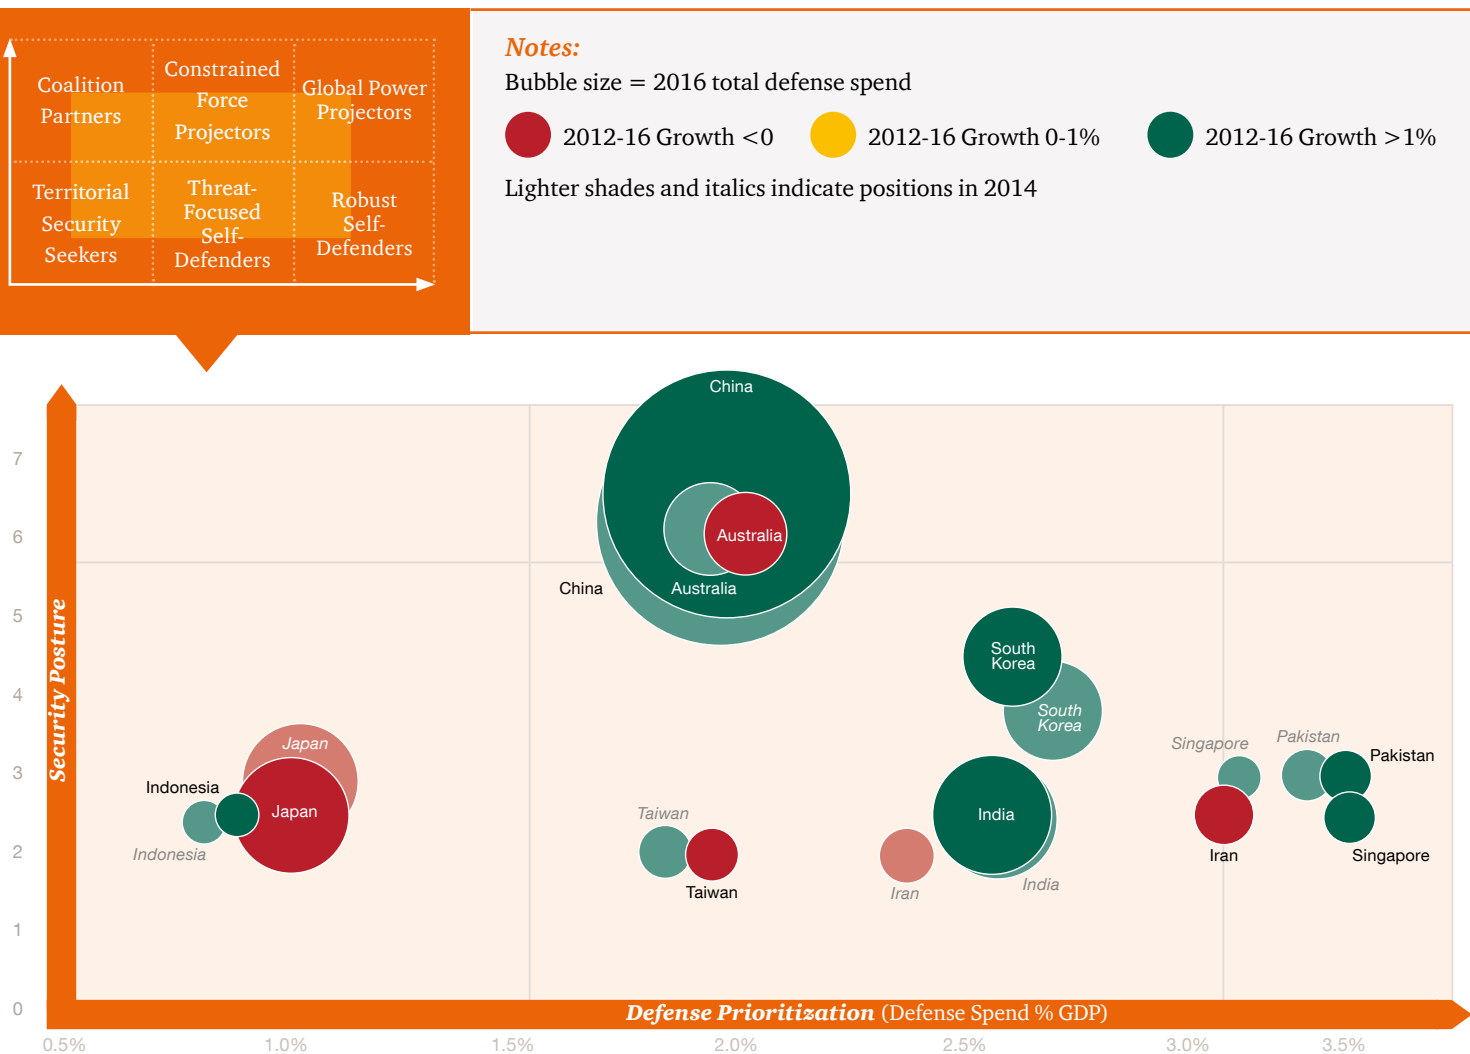 Coalition
Partners
Constrained
Force
Projectors
Global Power
Projectors
Territorial
Security
Seekers
Threat-
Focused
Self-
Defenders
Robust
Self-
Defenders
Notes:
Bubble size = 2016 total defense spend
2012-16 Growth <0
2012-16 Growth 0-1%
2012-16 Growth >1%
Lighter shades and italics indicate positions in 2014
Security Posture
7
6
5
4
3
2
1
0
China
Australia
China
Australia
South
Korea
South
Korea
Japan
Indonesia
Japan
Indonesia
Taiwan
Taiwan
India
India
Iran
Singapore
Pakistan
Pakistan
Iran
Singapore
Defense Prioritization (Defense Spend % GDP)
0.5%
1.0%
1.5%
2.0%
2.5%
3.0%
3.5%